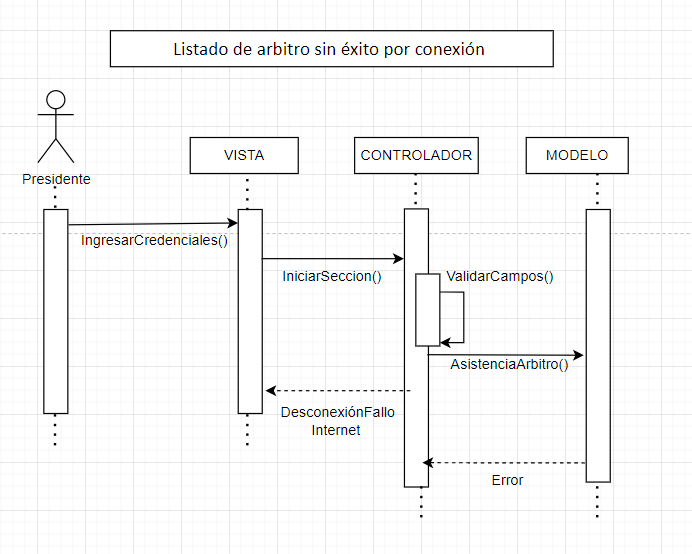 Listado de arbitro sin éxito por conexión
Presidente
VISTA
CONTROLADOR
MODELO
IngresarCredenciales()
IniciarSeccion()
ValidarCampos()
AsistenciaArbitro()
DesconexiónFallo
Internet
Error